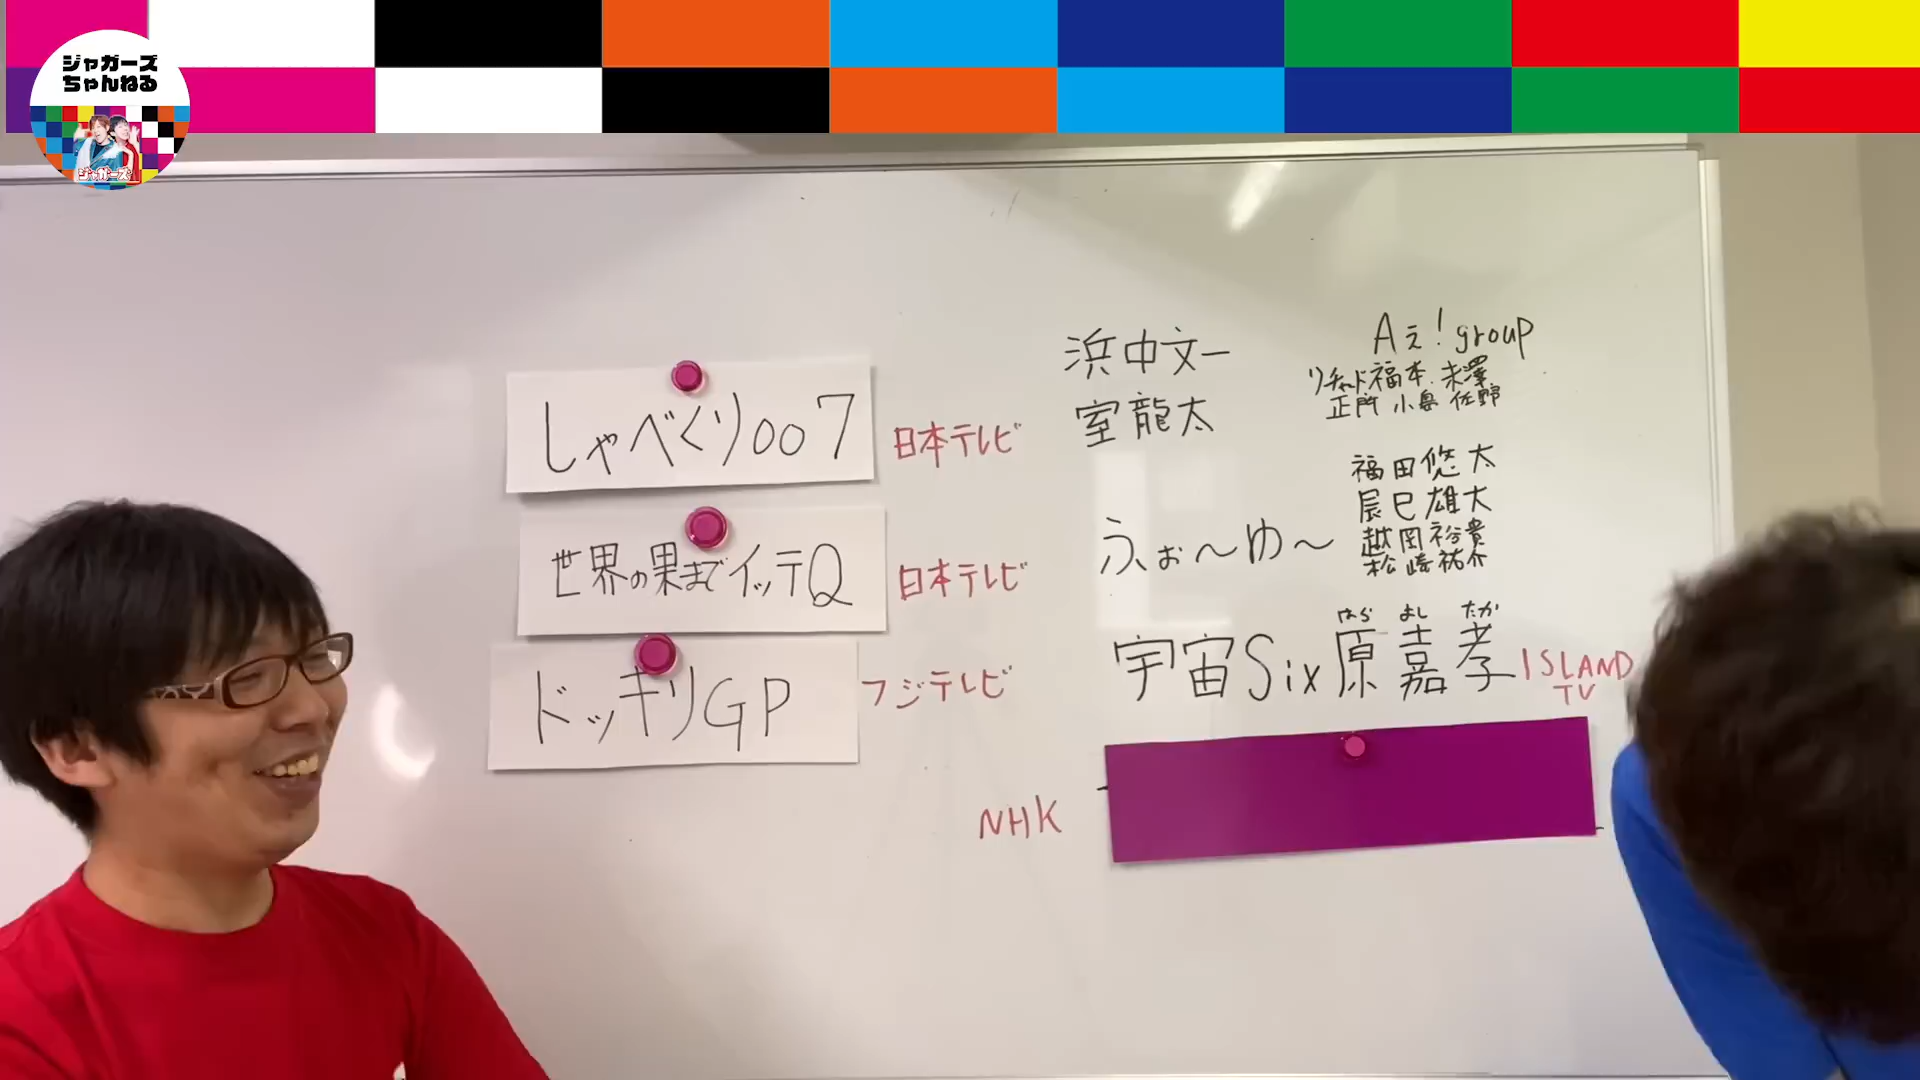 ジャガーズ
ちゃんねる
ジャガーズ
しゃべくり007
日本テレビ
世界の果までイッテQ
日本テレビ
ドッキリGP
フジテレビ
浜中文一
室龍太
Aぇ!group
リチャード 福本 末澤
正門 小島 佐野
ふぉ〜ゆ〜
福田悠太
辰巳雄大
越岡裕貴
松崎祐介
はら よし たか
宇宙Six原嘉孝
ISLAND
TV
NHK